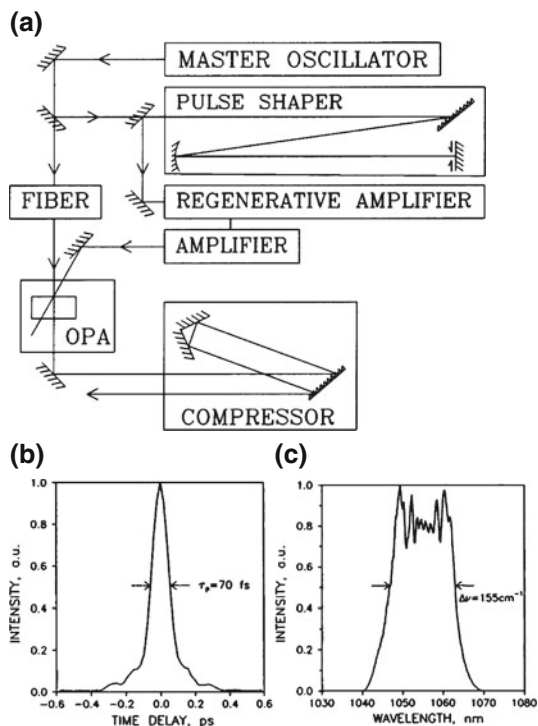 (a)
MASTER OSCILLATOR
PULSE SHAPER
FIBER
REGENERATIVE AMPLIFIER
AMPLIFIER
OPA
COMPRESSOR
(b)
(c)
INTENSITY, a.u.
1.0
0.8
0.6
0.4
0.2
0.0
τp=70 fs
-0.6 -0.4 -0.2 0.0 0.2 0.4 0.6
TIME DELAY, ps
INTENSITY, a.u.
1.0
0.8
0.6
0.4
0.2
0.0
Δν=155cm⁻¹
1030 1040 1050 1060 1070 1080
WAVELENGTH, nm